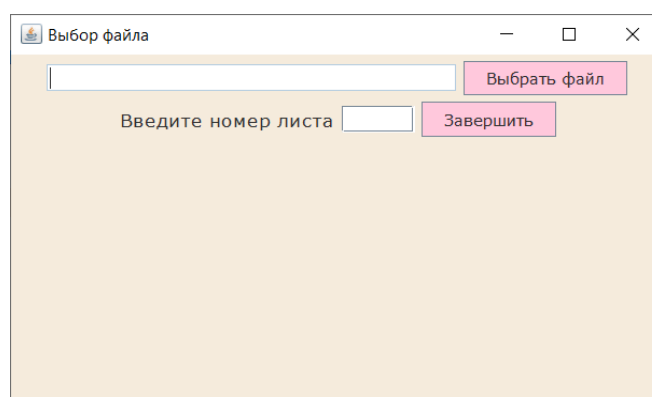 Выбор файла
Выбрать файл
Введите номер листа Завершить